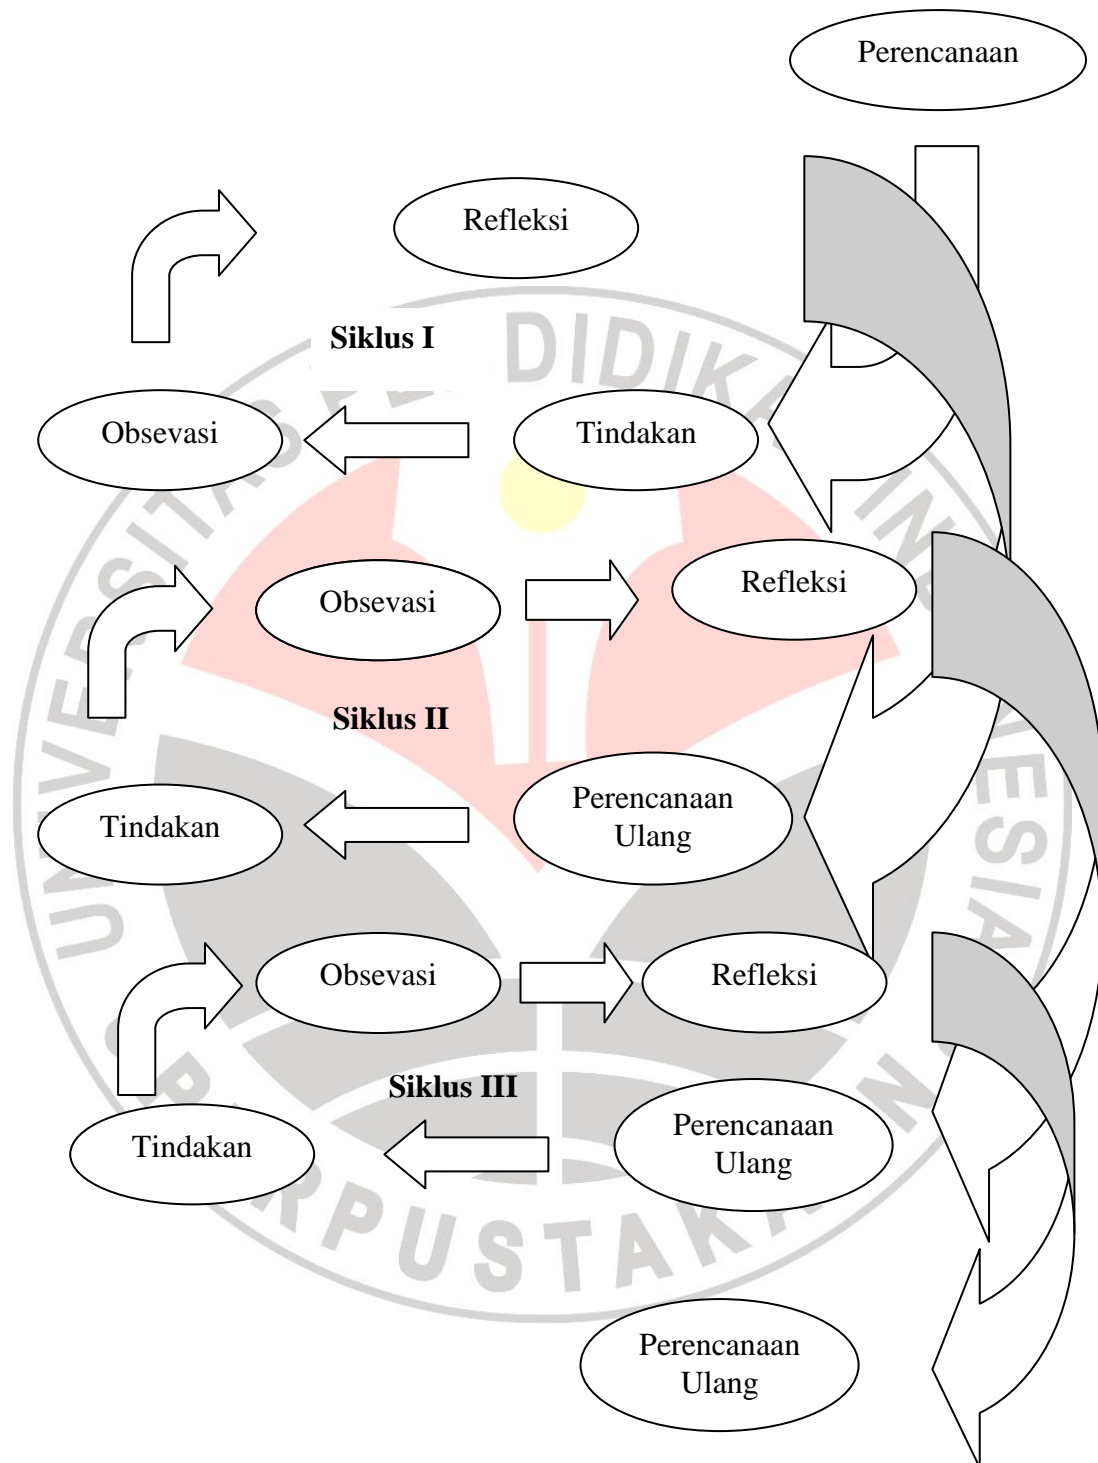 Perencanaan
Refleksi
Siklus I
Obsevasi
Tindakan
Obsevasi
Refleksi
Siklus II
Tindakan
Perencanaan
Ulang
Obsevasi
Refleksi
Siklus III
Tindakan
Perencanaan
Ulang
Perencanaan
Ulang